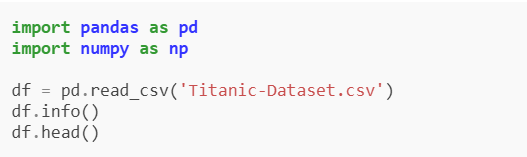 import pandas as pd
import numpy as np
df = pd.read_csv('Titanic-Dataset.csv')
df.info()
df.head()